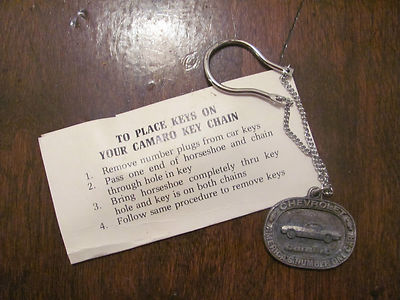 TO PLACE KEYS ON
YOUR CAMARO KEY CHAIN
1. Remove number plugs from car keys
2. Pass one end of horseshoe and chain
through hole in key
3. Bring horseshoe completely thru key
hole and key is on both chains
4. Follow same procedure to remove keys
CHEVROLET